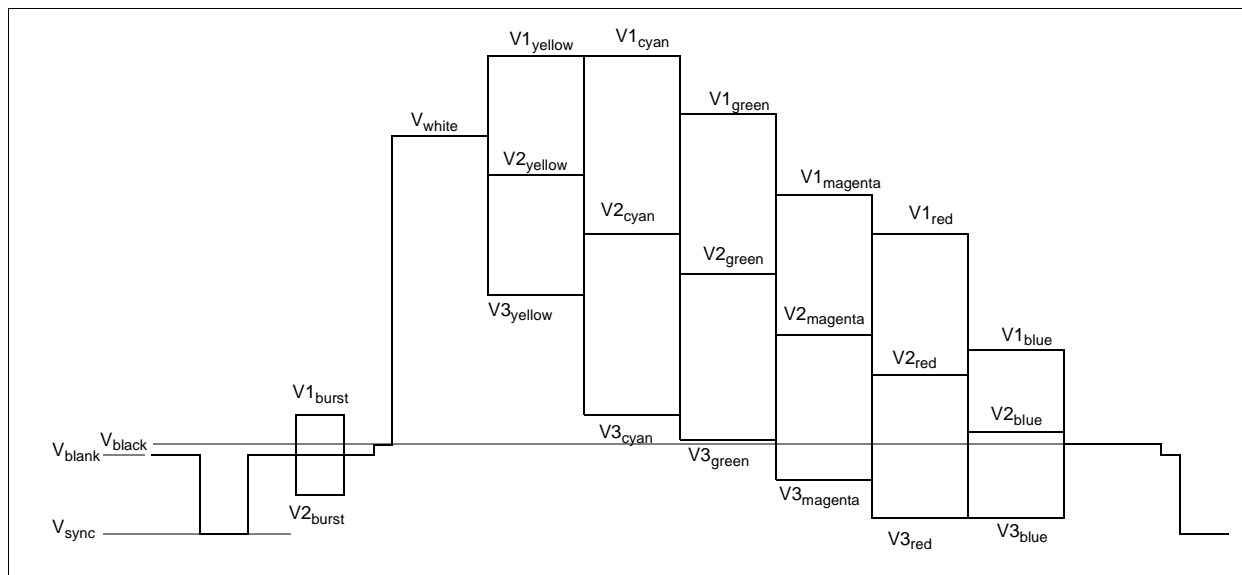 V1yellow
V1cyan
V1green
Vwhite
V2yellow
V1magenta
V2cyan
V1red
V2green
V3yellow
V2magenta
V1blue
V2red
V1burst
V2blue
V3cyan
Vblack
Vblank
V3green
V3magenta
V2burst
Vsync
V3red
V3blue